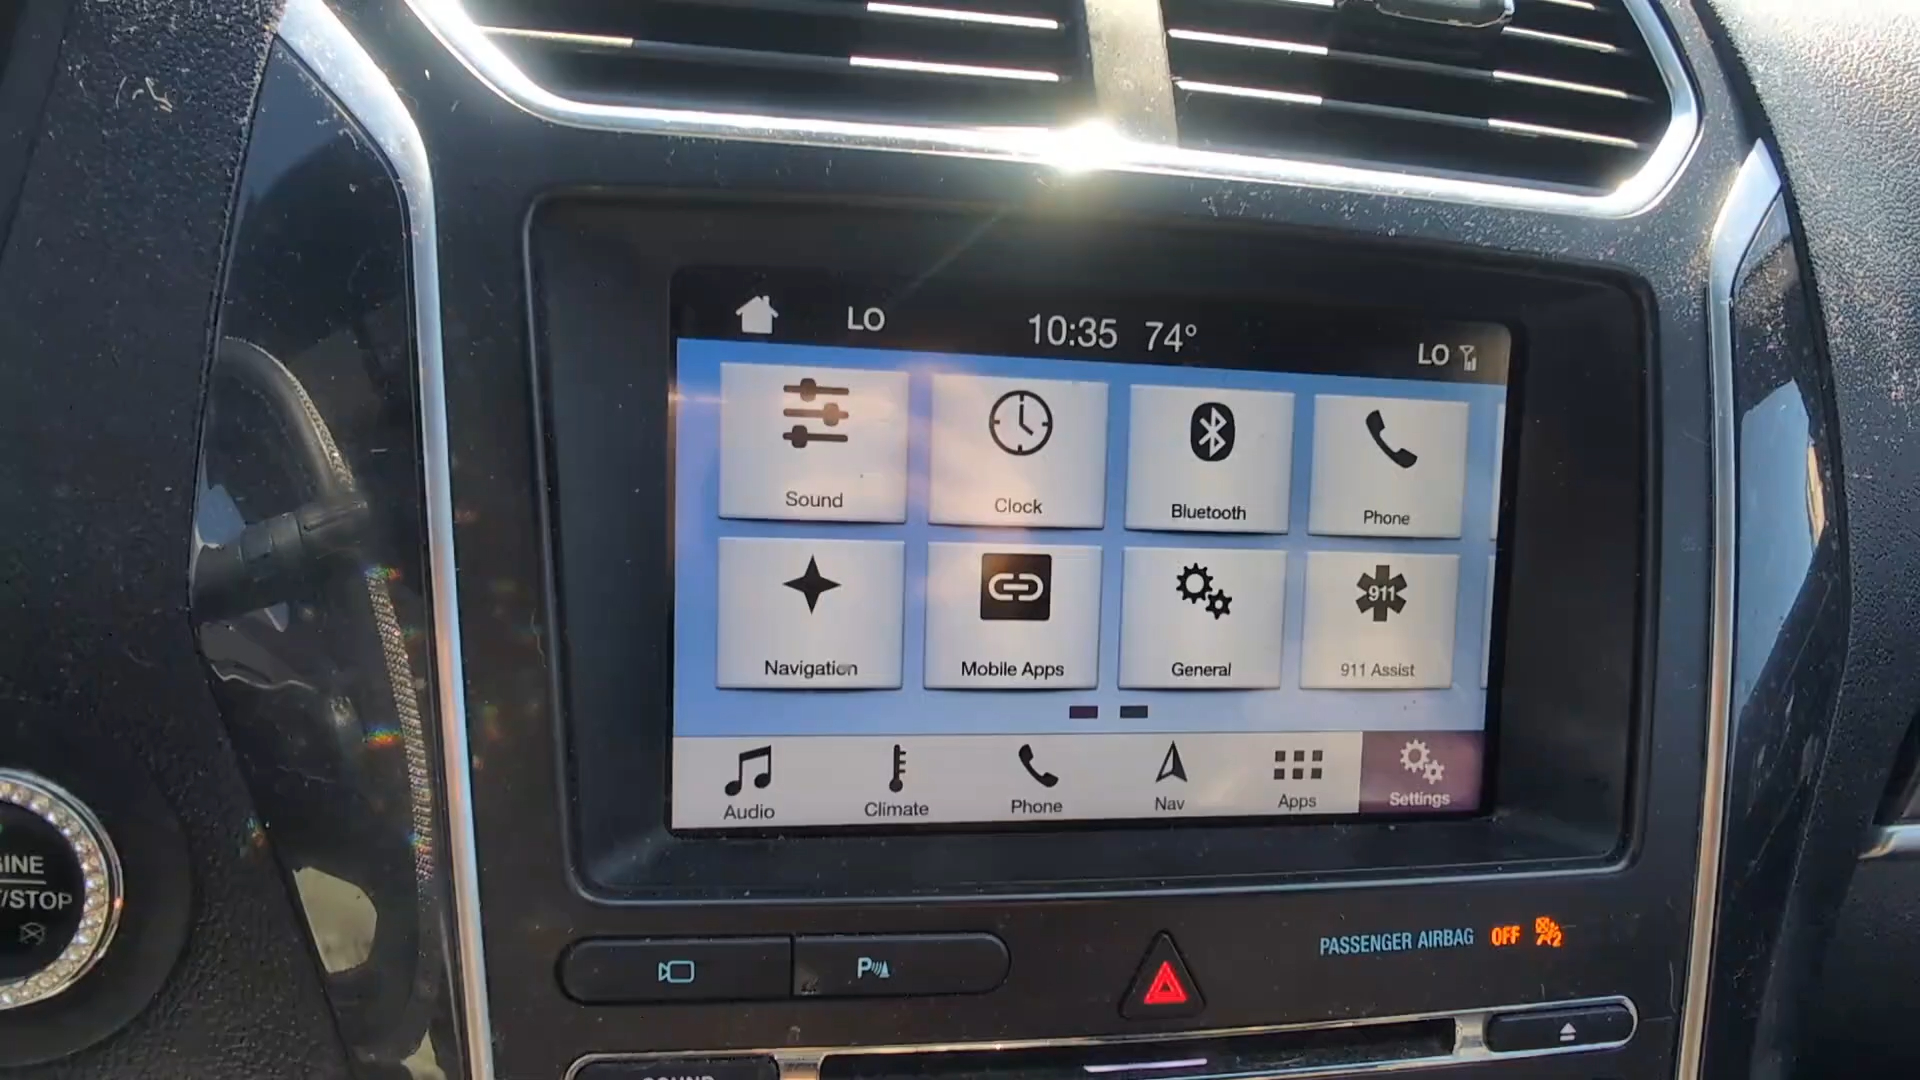 LO 10:35 74° LO
Sound Clock Bluetooth Phone
911
Navigation Mobile Apps General 911 Assist
Audio Climate Phone Nav Apps Settings
INE
/STOP
P
PASSENGER AIRBAG OFF 2